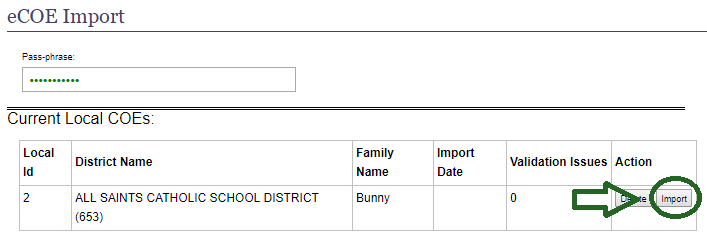 eCOE Import
Pass-phrase:
•••••••••••
Current Local COEs:
Local Id District Name Family Name Import Date Validation Issues Action
2 ALL SAINTS CATHOLIC SCHOOL DISTRICT (653) Bunny 0 Import